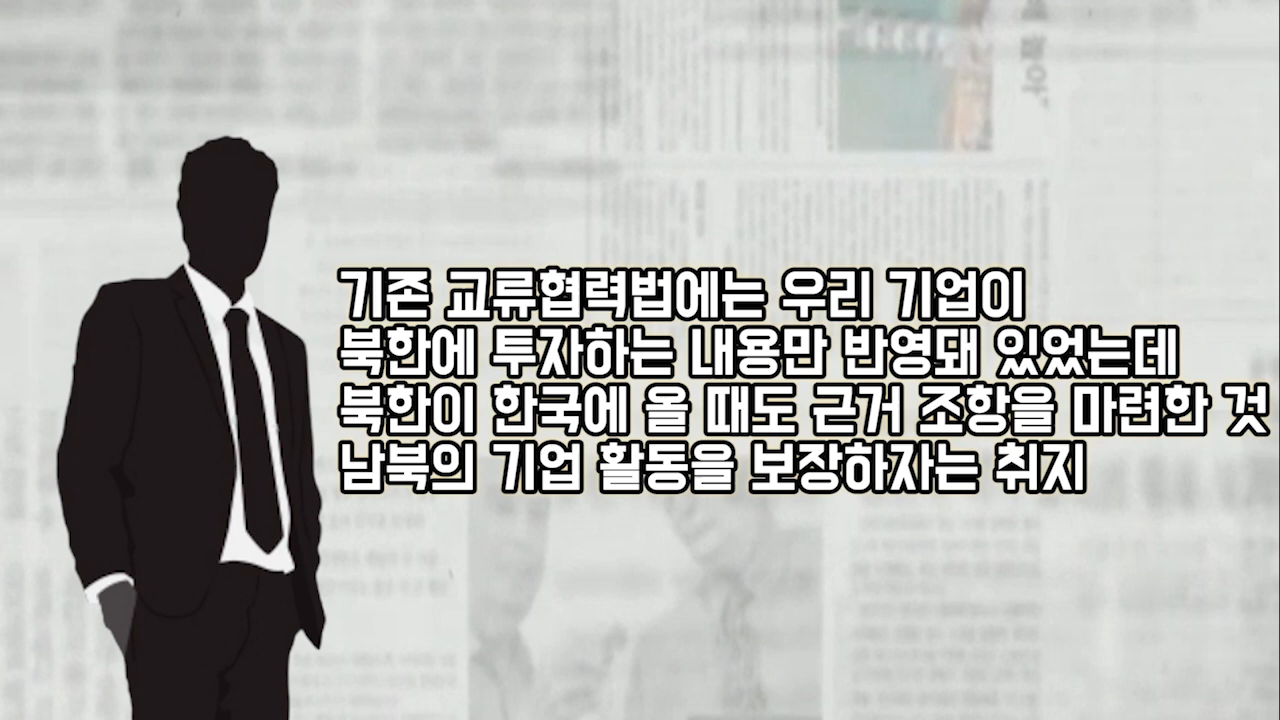 기존 교류협력법에는 우리 기업이
북한에 투자하는 내용만 반영돼 있었는데
북한이 한국에 올 때도 근거 조항을 마련한 것
남북의 기업 활동을 보장하자는 취지